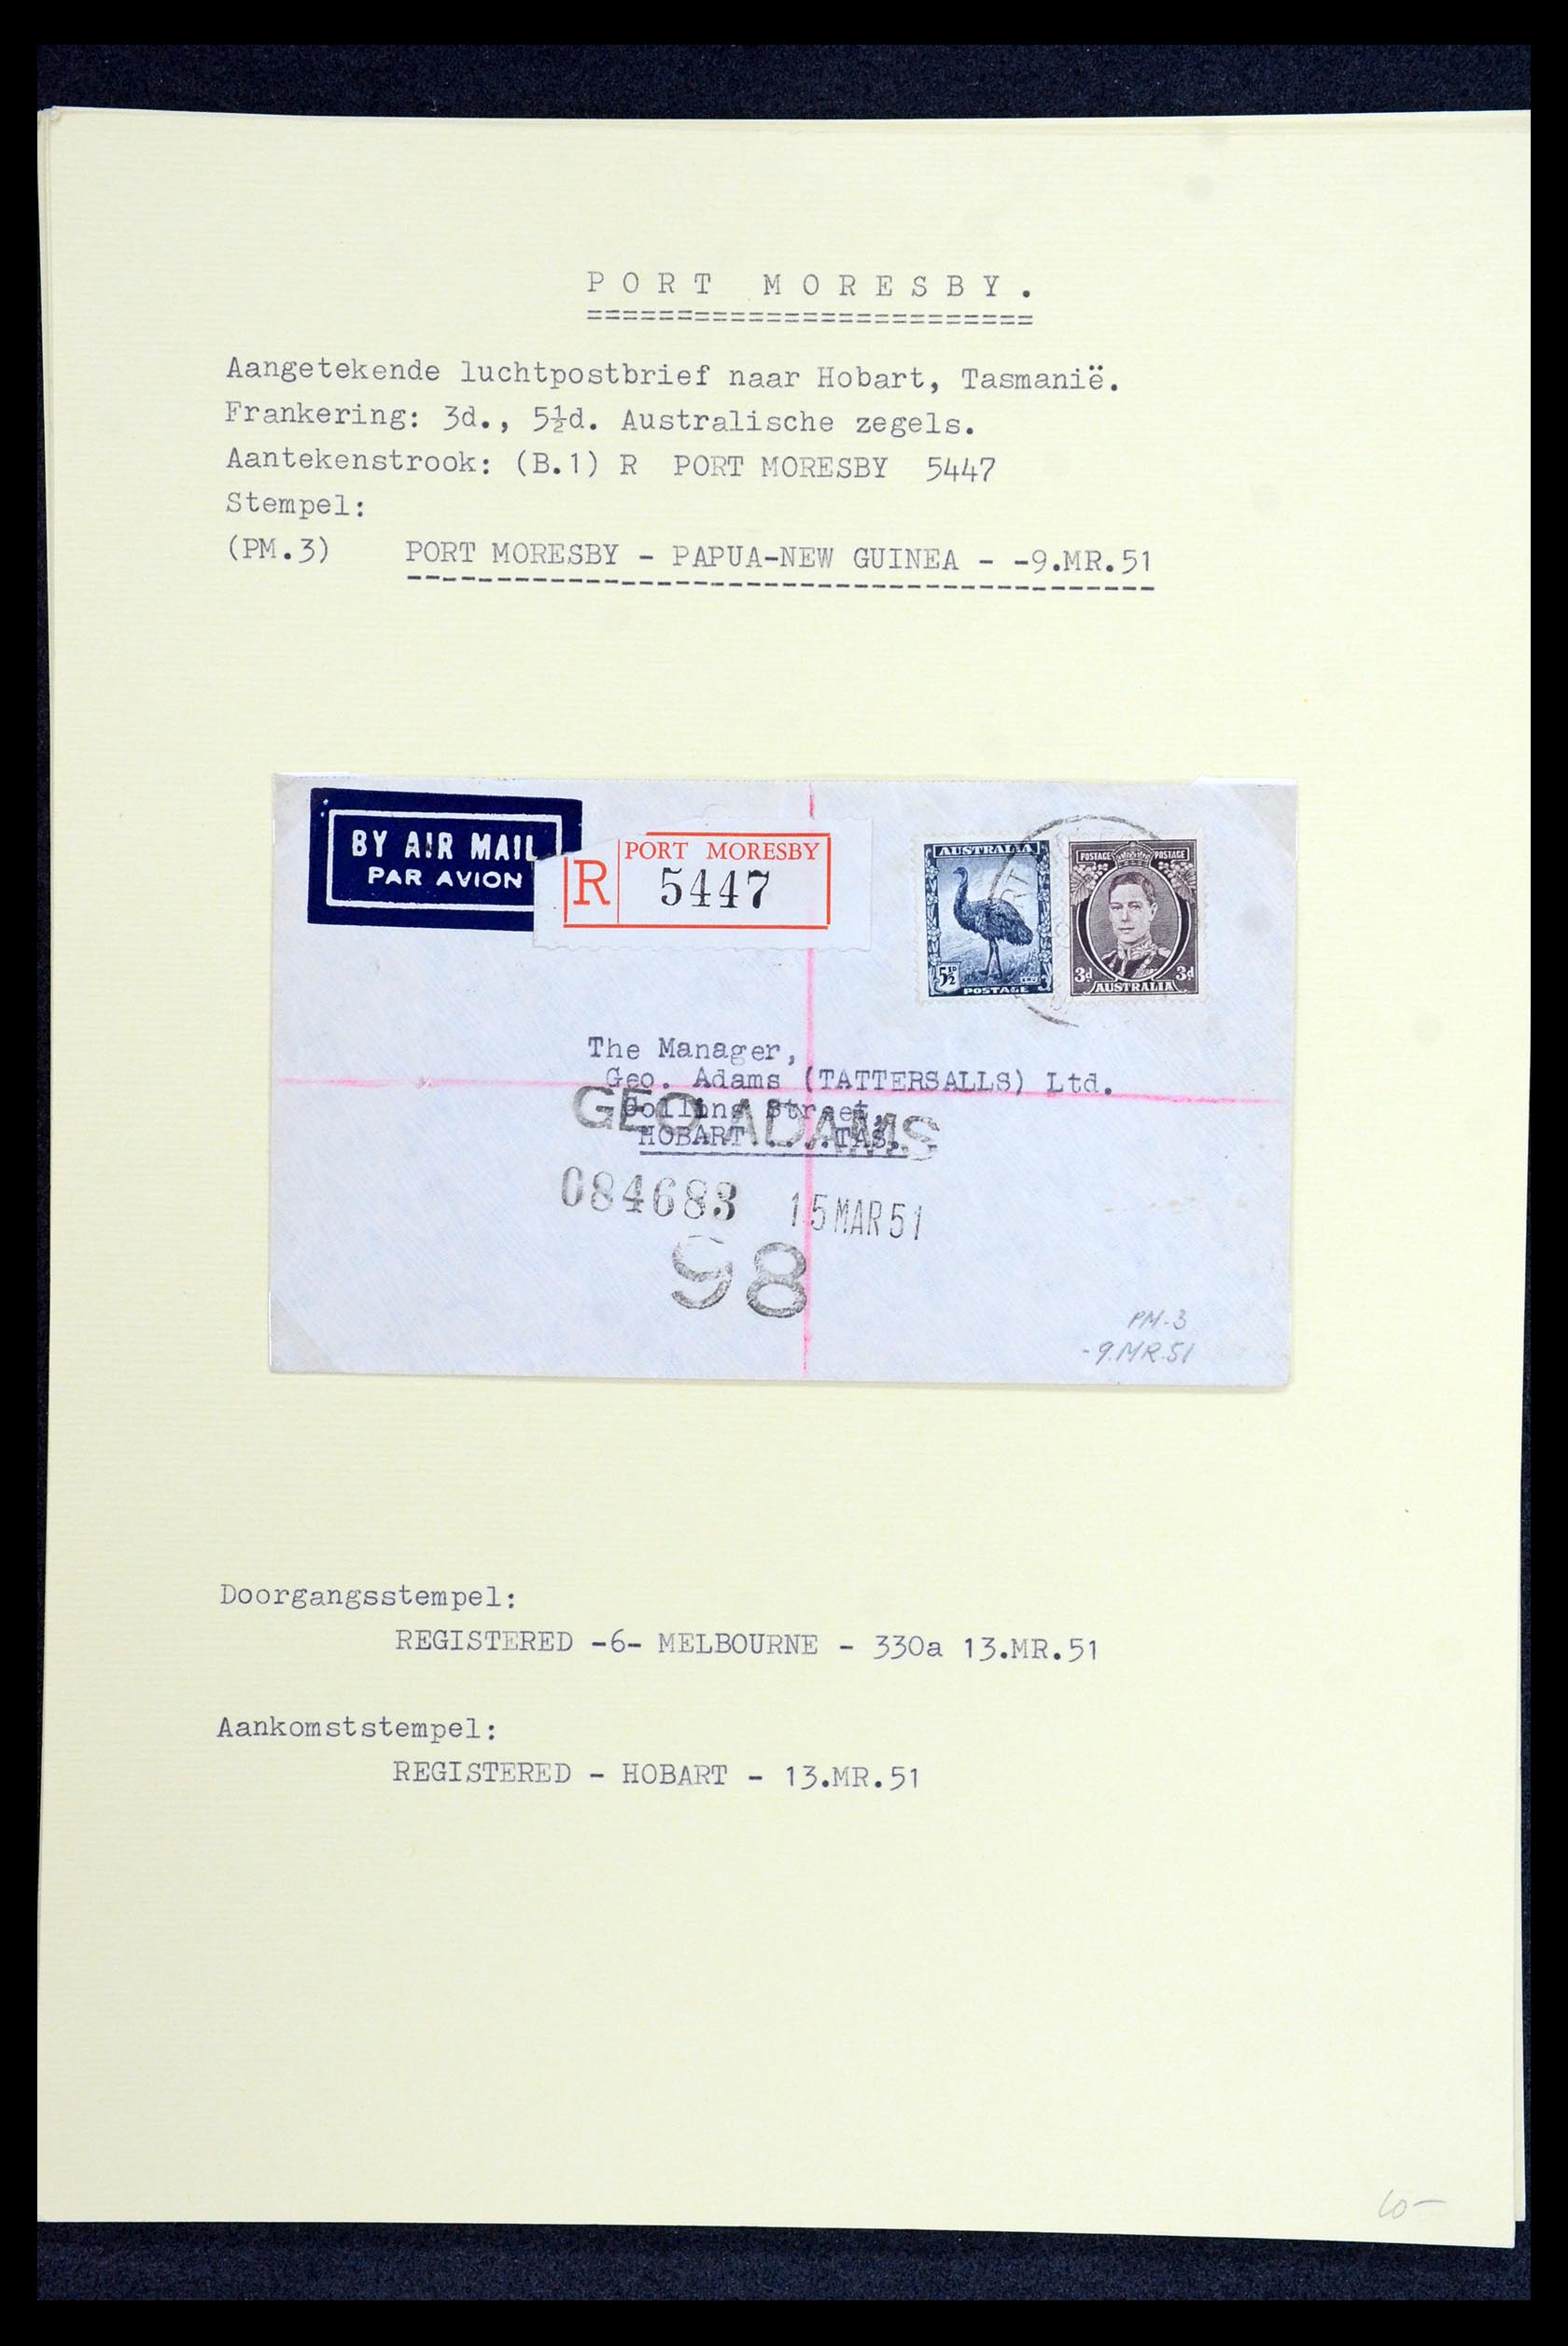 PORT MORESBY.
==========================
Aangetekende luchtpostbrief naar Hobart, Tasmanië.
Frankering: 3d., 5½d. Australische zegels.
Aantekenstrook: (B.1) R PORT MORESBY 5447
Stempel:
(PM.3) PORT MORESBY - PAPUA-NEW GUINEA - -9.MR.51
BY AIR MAIL
PAR AVION
R
PORT MORESBY
5447
AUSTRALIA
5½D
POSTAGE
POSTAGE POSTAGE
3d 3d
AUSTRALIA
The Manager,
Geo. Adams (TATTERSALLS) Ltd.
Collins Street,
HOBART. . .TAS.
GEO. ADAMS
084683 15 MAR 51
98
PM-3
-9.MR.51
Doorgangsstempel:
REGISTERED -6- MELBOURNE - 330a 13.MR.51
Aankomststempel:
REGISTERED - HOBART - 13.MR.51